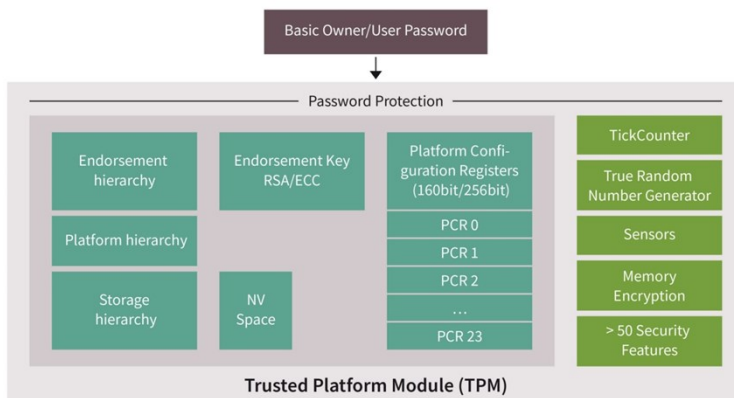 Basic Owner/User Password
Password Protection
Endorsement
hierarchy
Platform hierarchy
Storage
hierarchy
Endorsement Key
RSA/ECC
NV
Space
Platform Confi-
guration Registers
(160bit/256bit)
PCR 0
PCR 1
PCR 2
...
PCR 23
TickCounter
True Random
Number Generator
Sensors
Memory
Encryption
> 50 Security
Features
Trusted Platform Module (TPM)